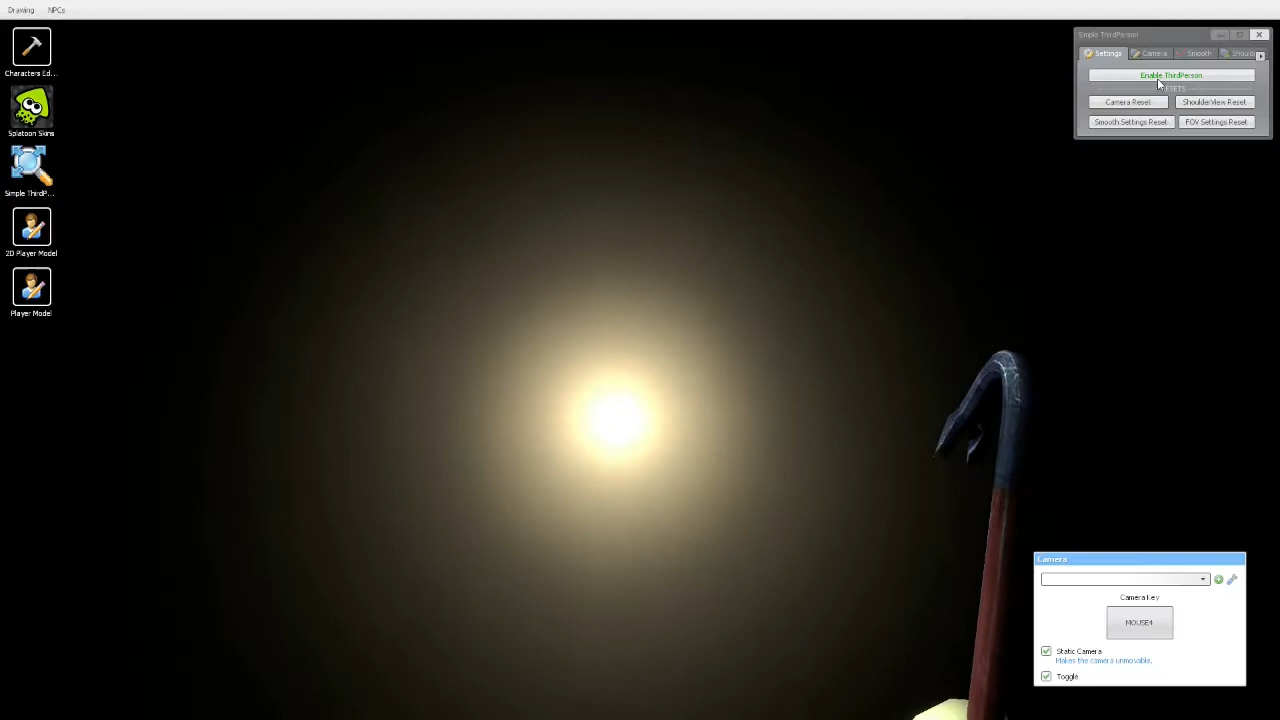 Drawing NPCs
Characters Ed...
Splatoon Skins
Simple ThirdP...
2D Player Model
Player Model
Simple ThirdPerson
Settings Camera Smooth Shoul
Enable ThirdPerson
Camera Reset ShoulderView Reset
Smooth Settings Reset FOV Settings Reset
Camera
Camera Key
MOUSE4
Static Camera
Makes the camera unmovable.
Toggle